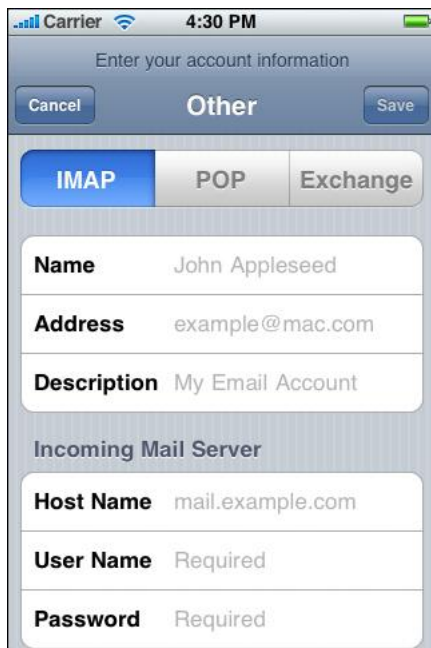 Carrier 4:30 PM
Enter your account information
Cancel Other Save
IMAP POP Exchange
Name John Appleseed
Address example@mac.com
Description My Email Account
Incoming Mail Server
Host Name mail.example.com
User Name Required
Password Required